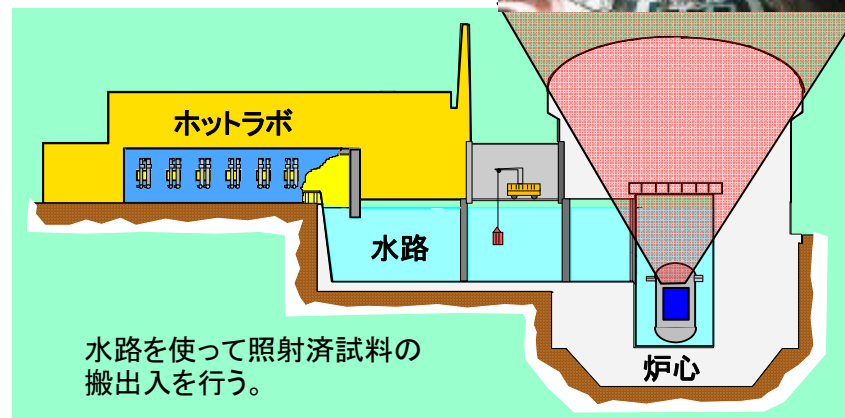 ホットラボ
水路
炉心
水路を使って照射済試料の
搬出入を行う。